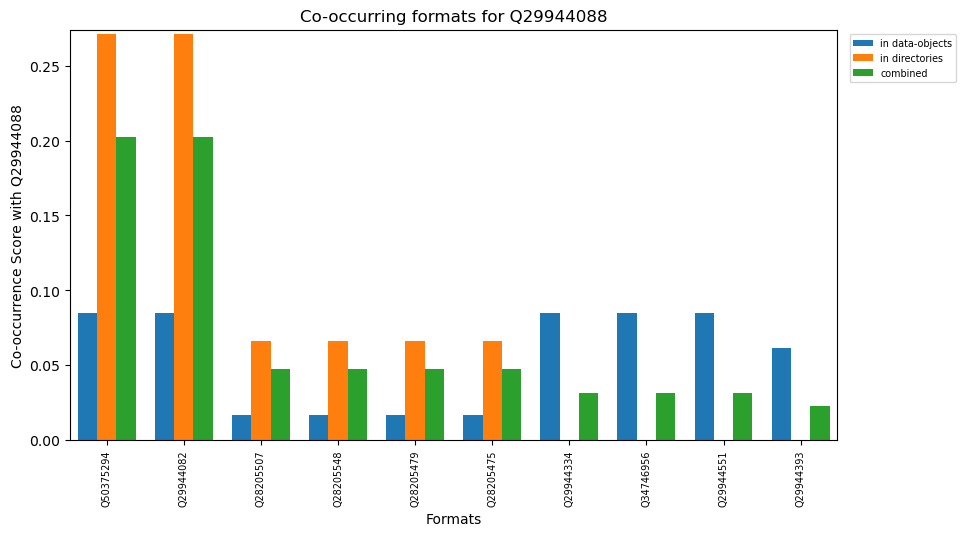 Co-occurring formats for Q29944088
in data-objects
in directories
combined
Co-occurrence Score with Q29944088
0.25
0.20
0.15
0.10
0.05
0.00
Q50375294
Q29944082
Q28205507
Q28205548
Q28205479
Q28205475
Q29944334
Q34746956
Q29944551
Q29944393
Formats